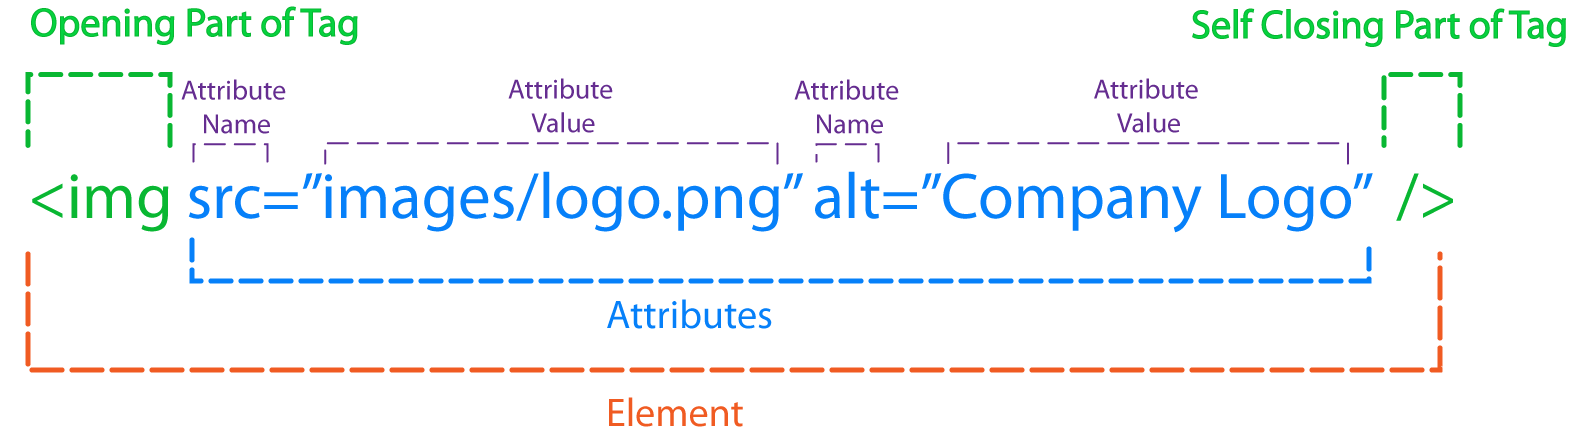 Opening Part of Tag
Self Closing Part of Tag
Attribute Name
Attribute Value
Attribute Name
Attribute Value
<img src=”images/logo.png” alt=”Company Logo” />
Attributes
Element